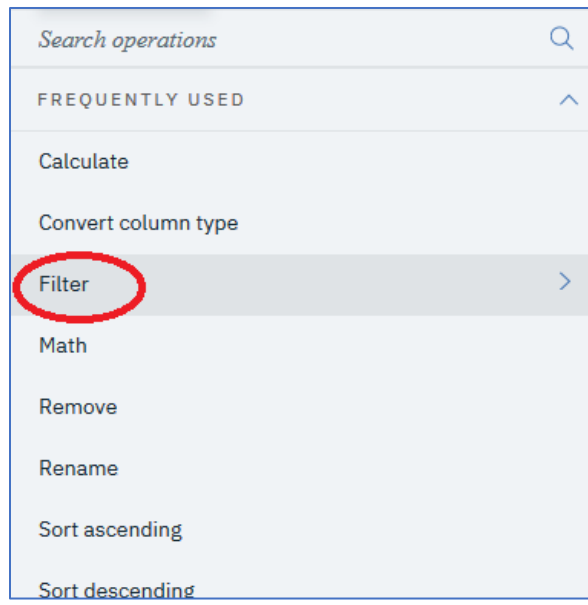 Search operations
FREQUENTLY USED
Calculate
Convert column type
Filter
Math
Remove
Rename
Sort ascending
Sort descending